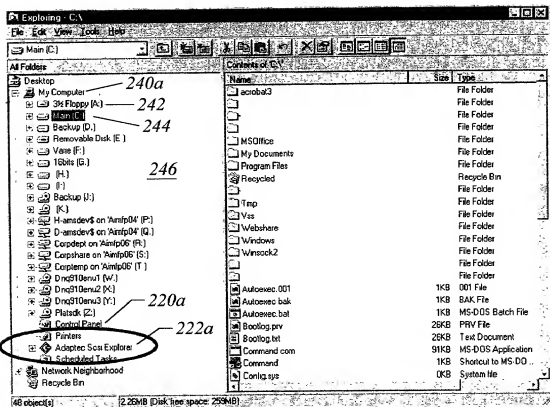 Exploring - C:\
File Edit View Tools Help
Main (C:)
All Folders
Contents of 'C:\'
Desktop
My Computer
3½ Floppy (A:)
Main (C:)
Backup (D:)
Removable Disk (E:)
Vane (F:)
16bits (G:)
(H:)
(I:)
Backup (J:)
(K:)
H-amsdev$ on 'Aimfp04' (P:)
D-amsdev$ on 'Aimfp04' (Q:)
Corpdept on 'Aimfp06' (R:)
Corpshare on 'Aimfp06' (S:)
Corptemp on 'Aimfp06' (T:)
Dnq910enu1 (W:)
Dnq910enu2 (X:)
Dnq910enu3 (Y:)
Platsdk (Z:)
Control Panel
Printers
Adaptec Scsi Explorer
Scheduled Tasks
Network Neighborhood
Recycle Bin
240a
242
244
246
220a
222a
Name Size Type
acrobat3 File Folder
File Folder
File Folder
File Folder
MSOffice File Folder
My Documents File Folder
Program Files File Folder
Recycled Recycle Bin
File Folder
Tmp File Folder
Vss File Folder
Webshare File Folder
Windows File Folder
Winsock2 File Folder
File Folder
File Folder
Autoexec.001 1KB 001 File
Autoexec.bak 1KB BAK File
Autoexec.bat 1KB MS-DOS Batch File
Bootlog.prv 26KB PRV File
Bootlog.txt 26KB Text Document
Command.com 91KB MS-DOS Application
Command 1KB Shortcut to MS-DO...
Config.sys 0KB System file
48 object(s) 2.26MB (Disk free space: 259MB)